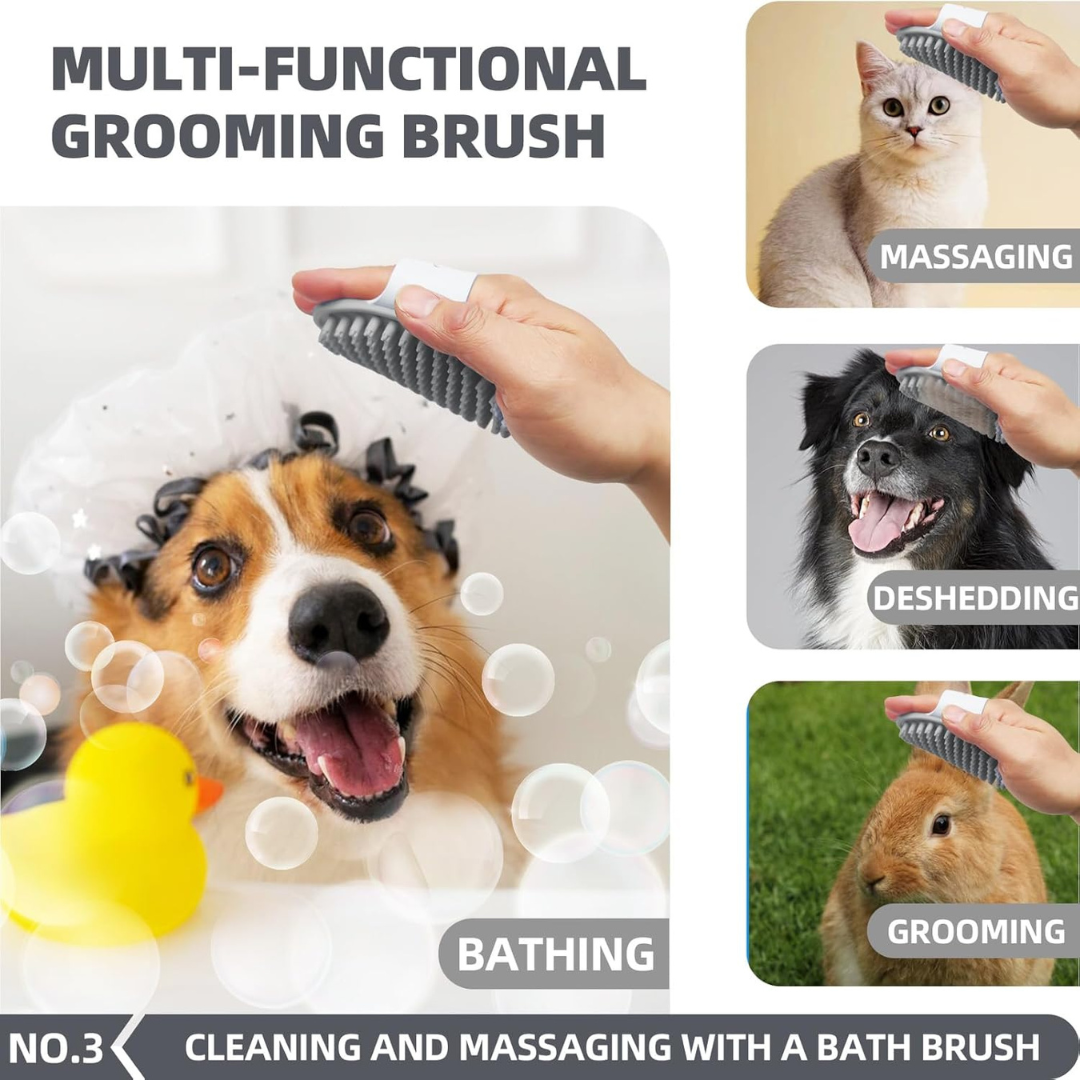 MULTI-FUNCTIONAL
GROOMING BRUSH
MASSAGING
DESHEDDING
GROOMING
BATHING
NO.3
CLEANING AND MASSAGING WITH A BATH BRUSH